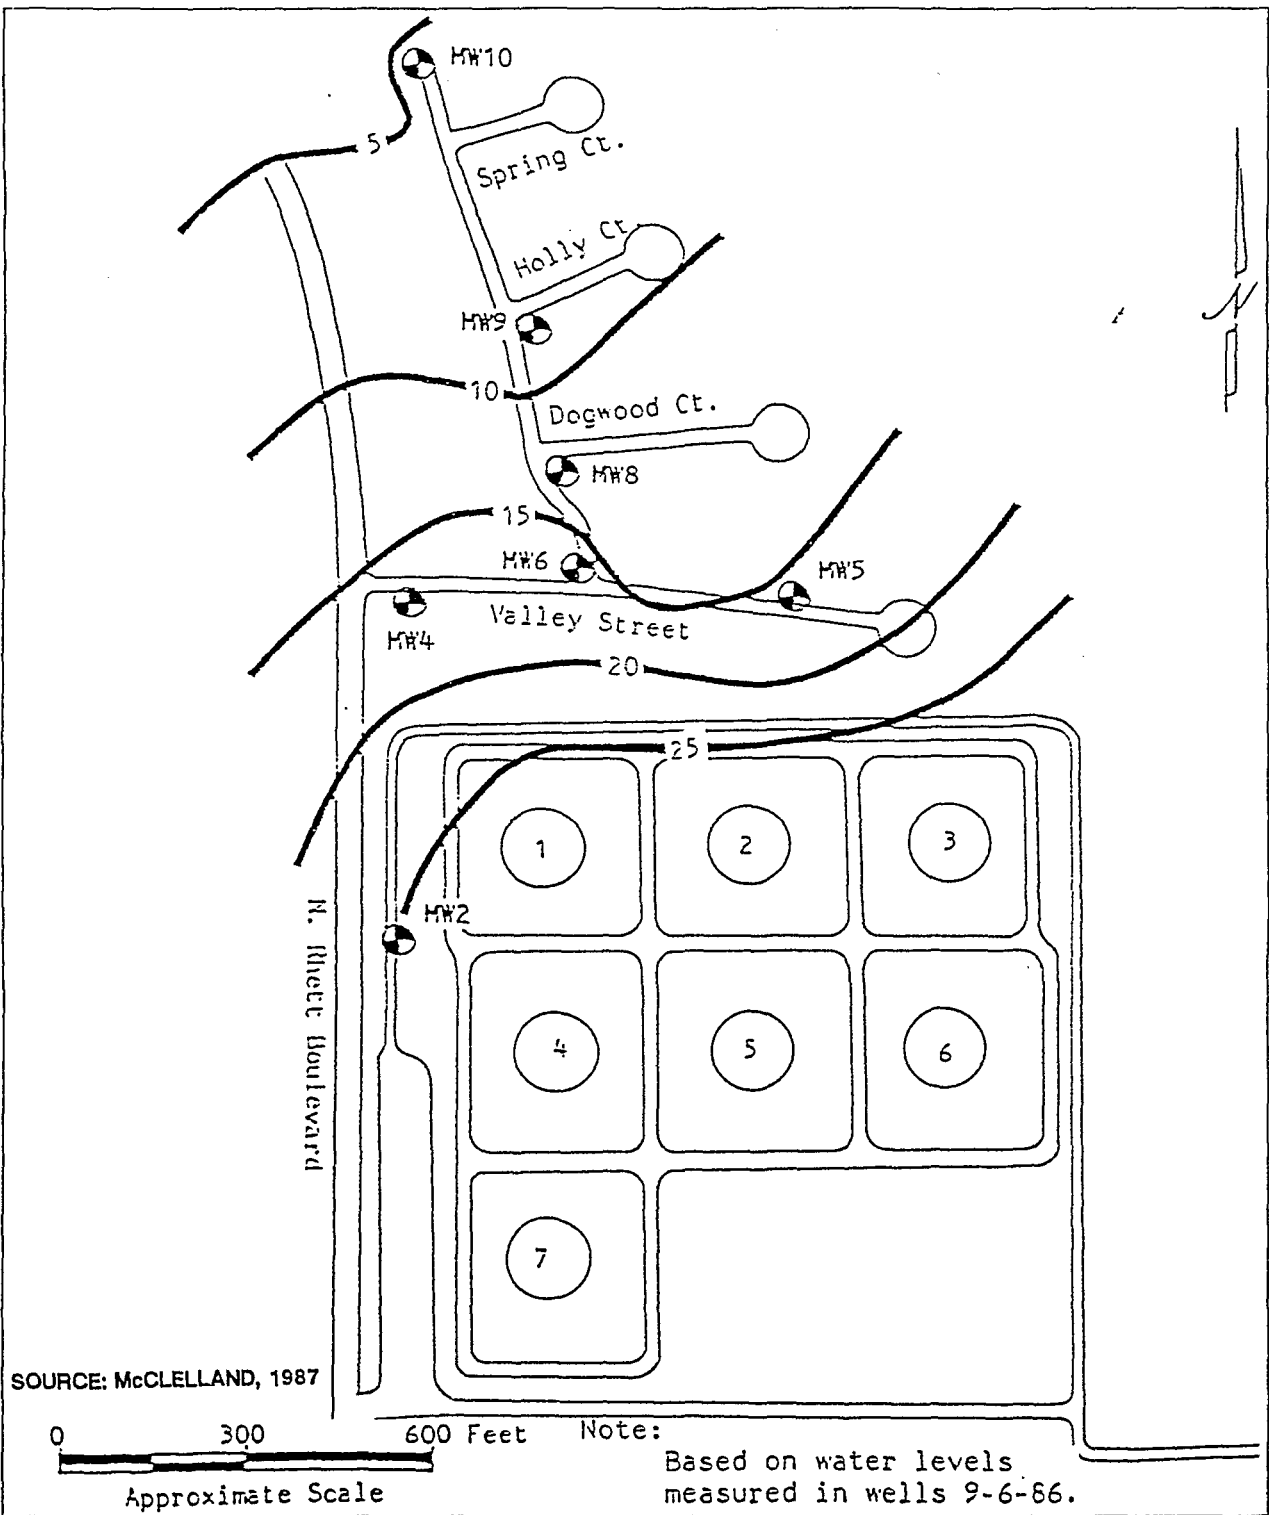 MW10
5
Spring Ct.
Holly Ct.
MW9
N
10
Dogwood Ct.
MW8
15
MW6
MW5
Valley Street
MW4
20
25
1
2
3
MW2
N. Rhett Boulevard
4
5
6
7
SOURCE: McCLELLAND, 1987
0 300 600 Feet
Approximate Scale
Note:
Based on water levels
measured in wells 9-6-86.